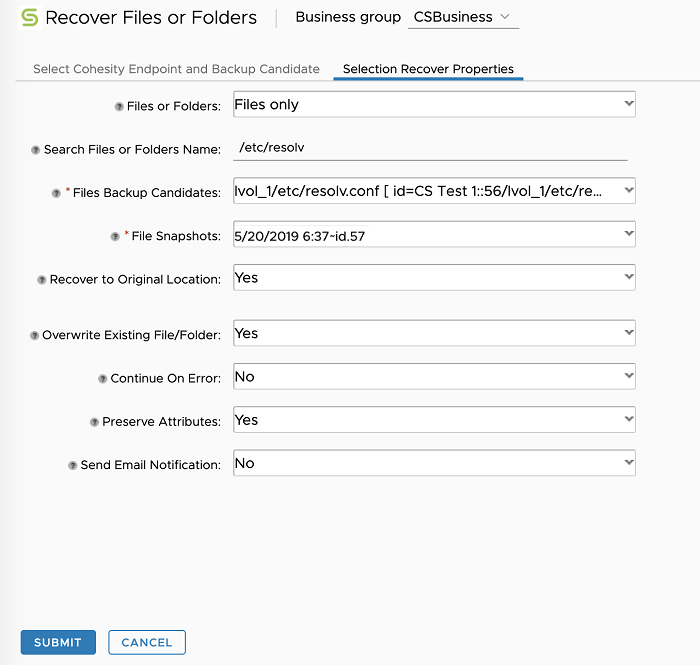 Recover Files or Folders Business group CSBusiness
Select Cohesity Endpoint and Backup Candidate Selection Recover Properties
Files or Folders: Files only
Search Files or Folders Name: /etc/resolv
* Files Backup Candidates: lvol_1/etc/resolv.conf [ id=CS Test 1::56/lvol_1/etc/re...
* File Snapshots: 5/20/2019 6:37~id.57
Recover to Original Location: Yes
Overwrite Existing File/Folder: Yes
Continue On Error: No
Preserve Attributes: Yes
Send Email Notification: No
SUBMIT CANCEL